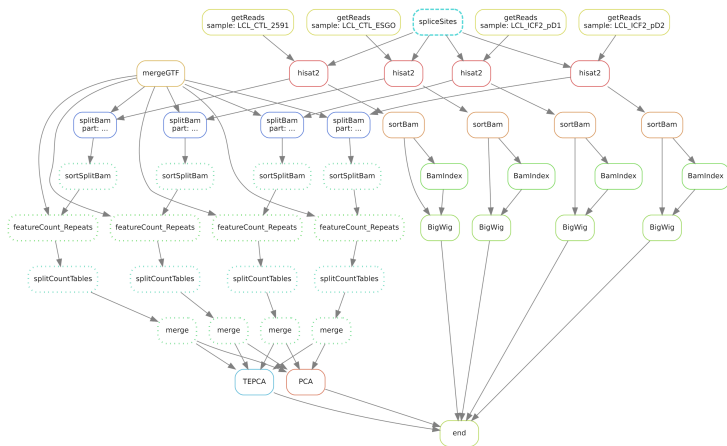 getReads
sample: LCL_CTL_2591
getReads
sample: LCL_CTL_ESGO
spliceSites
getReads
sample: LCL_ICF2_pD1
getReads
sample: LCL_ICF2_pD2
mergeGTF
hisat2
hisat2
hisat2
hisat2
splitBam
part: ...
splitBam
part: ...
splitBam
part: ...
splitBam
part: ...
sortBam
sortBam
sortBam
sortBam
sortSplitBam
sortSplitBam
sortSplitBam
sortSplitBam
BamIndex
BamIndex
BamIndex
BamIndex
featureCount_Repeats
featureCount_Repeats
featureCount_Repeats
featureCount_Repeats
BigWig
BigWig
BigWig
BigWig
splitCountTables
splitCountTables
splitCountTables
splitCountTables
merge
merge
merge
merge
TEPCA
PCA
end